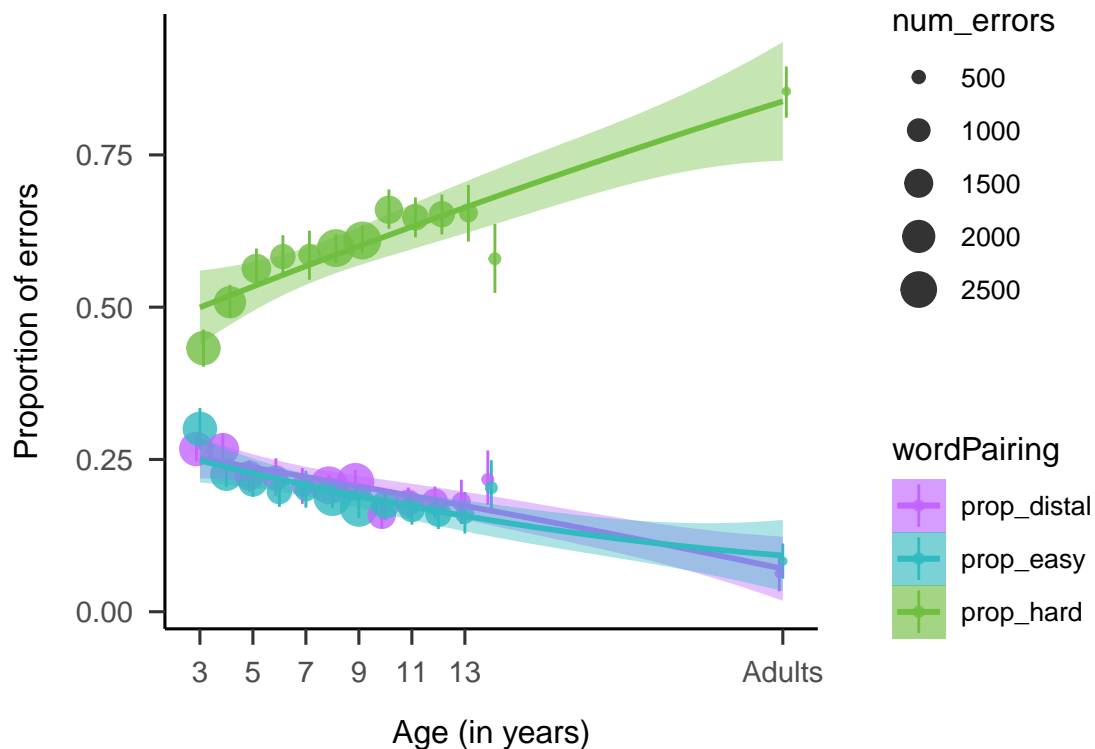 num_errors
500
1000
1500
2000
2500
wordPairing
prop_distal
prop_easy
prop_hard
Proportion of errors
0.75
0.50
0.25
0.00
3 5 7 9 11 13 Adults
Age (in years)